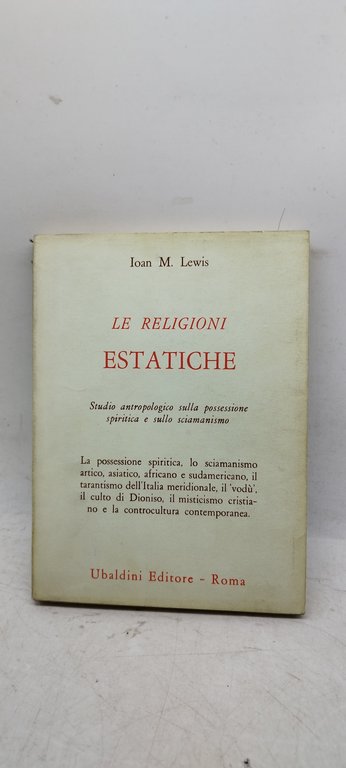 Ioan M. Lewis
LE RELIGIONI
ESTATICHE
Studio antropologico sulla possessione
spiritica e sullo sciamanismo
La possessione spiritica, lo sciamanismo
artico, asiatico, africano e sudamericano, il
tarantismo dell'Italia meridionale, il 'vodù',
il culto di Dioniso, il misticismo cristia-
no e la controcultura contemporanea.
Ubaldini Editore - Roma